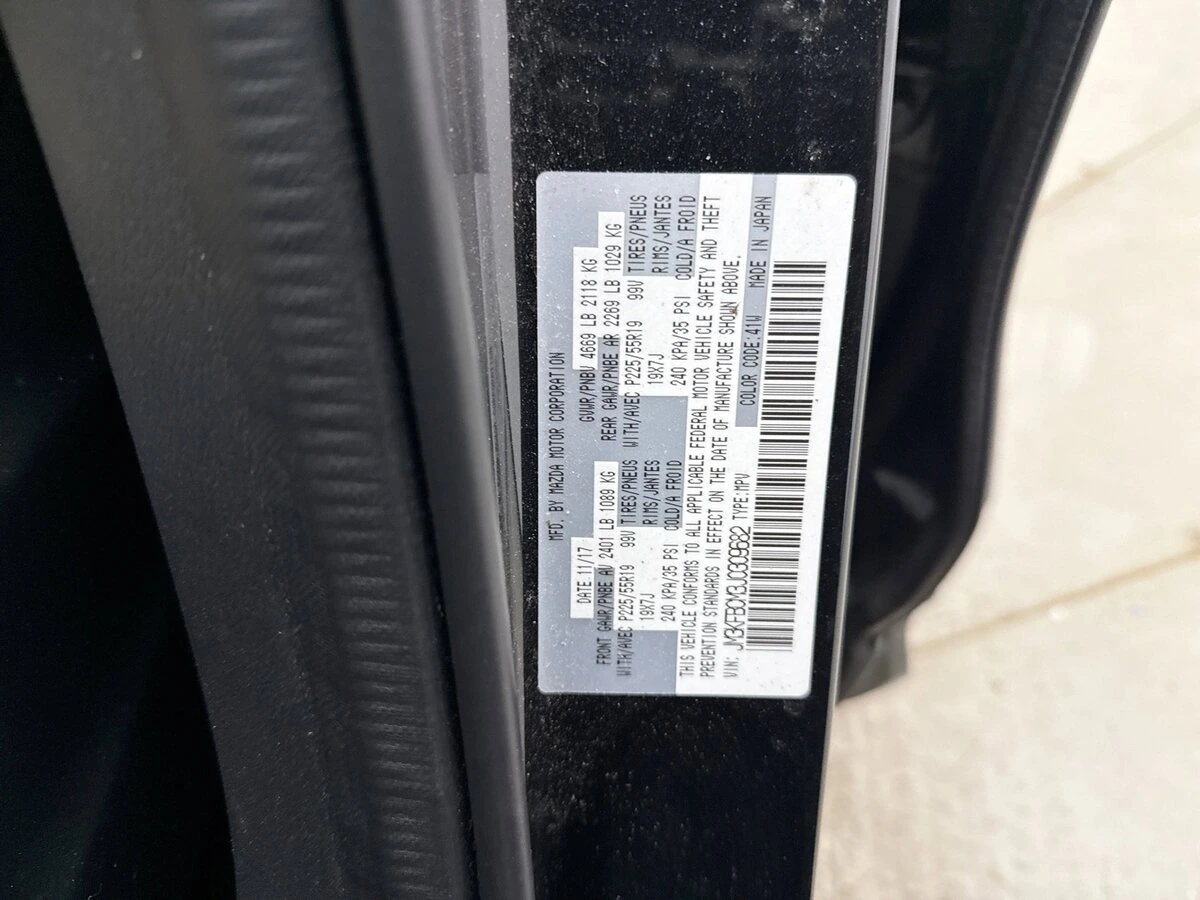 MFD. BY MAZDA MOTOR CORPORATION
DATE 11/17 GVWR/PNBV 4669 LB 2118 KG
FRONT GAWR/PNBE AV 2401 LB 1089 KG REAR GAWR/PNBE AR 2269 LB 1029 KG
WITH/AVEC P225/55R19 99V TIRES/PNEUS WITH/AVEC P225/55R19 99V TIRES/PNEUS
19X7J RIMS/JANTES 19X7J RIMS/JANTES
240 KPA/35 PSI COLD/A FROID 240 KPA/35 PSI COLD/A FROID
THIS VEHICLE CONFORMS TO ALL APPLICABLE FEDERAL MOTOR VEHICLE SAFETY AND THEFT
PREVENTION STANDARDS IN EFFECT ON THE DATE OF MANUFACTURE SHOWN ABOVE.
VIN: JM3KFBCM3J0309682 TYPE:MPV COLOR CODE:41W MADE IN JAPAN